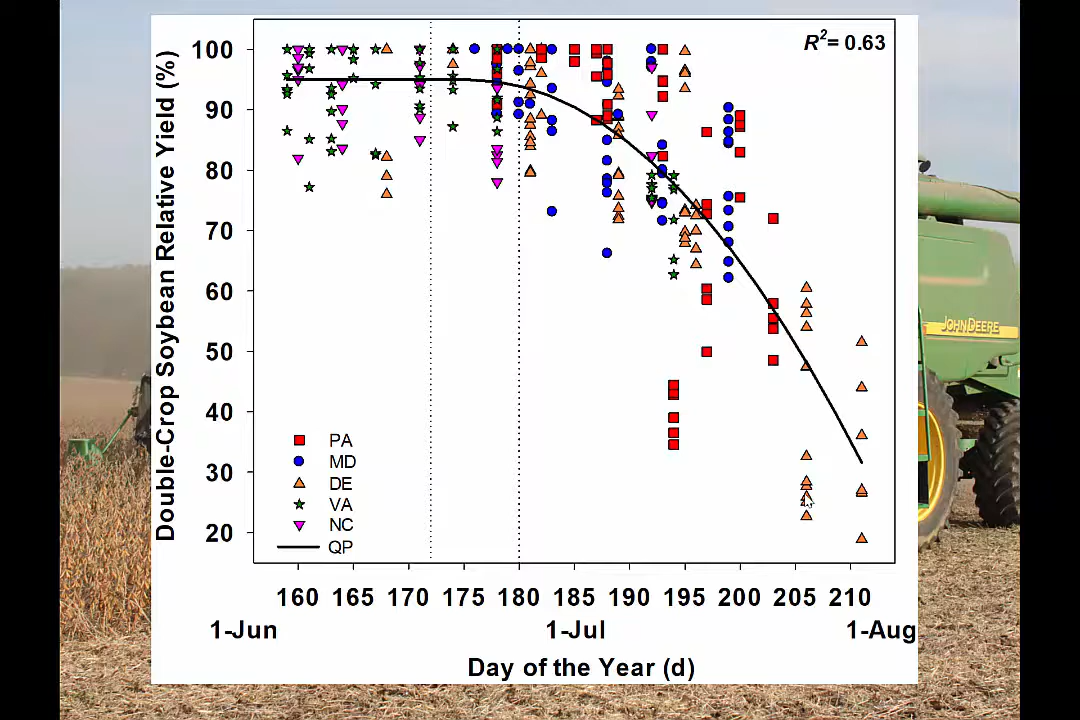 R²= 0.63
Double-Crop Soybean Relative Yield (%)
100
90
80
70
60
50
40
30
20
PA
MD
DE
VA
NC
QP
160 165 170 175 180 185 190 195 200 205 210
1-Jun 1-Jul 1-Aug
Day of the Year (d)
JOHN DEERE